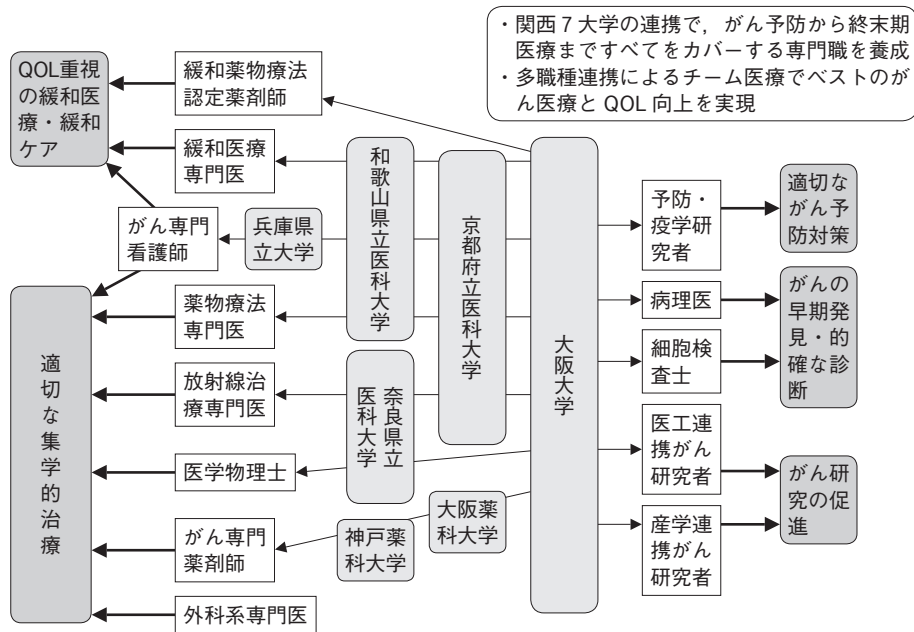 ・関西7大学の連携で，がん予防から終末期
医療まですべてをカバーする専門職を養成
・多職種連携によるチーム医療でベストのが
ん医療とQOL向上を実現
QOL重視
の緩和医
療・緩和
ケア
適切な集学的治療
緩和薬物療法
認定薬剤師
緩和医療
専門医
がん専門
看護師
薬物療法
専門医
放射線治
療専門医
医学物理士
がん専門
薬剤師
外科系専門医
兵庫県
立大学
和歌山県立医科大学
奈良県立
医科大学
神戸薬
科大学
京都府立医科大学
大阪薬
科大学
大阪大学
予防・
疫学研
究者
病理医
細胞検
査士
医工連
携がん
研究者
産学連
携がん
研究者
適切な
がん予
防対策
がんの
早期発
見・的
確な診
断
がん研
究の促
進